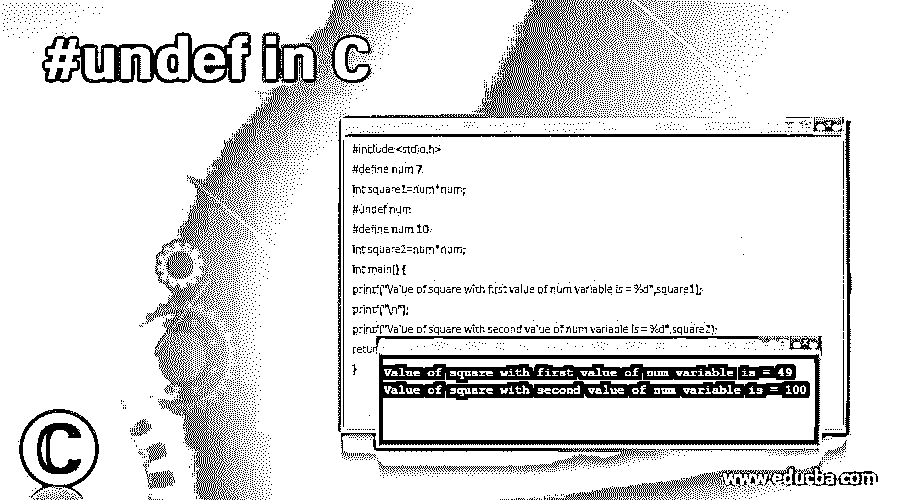 #undef in C
#include<stdio.h>
#define num 7
int square1=num*num;
#undef num
#define num 10
int square2=num*num;
int main() {
printf("Value of square with first value of num variable is = %d",square1);
printf("\n");
printf("Value of square with second value of num variable is = %d",square2);
retur
}
Value of square with first value of num variable is = 49
Value of square with second value of num variable is = 100
C
www.educba.com